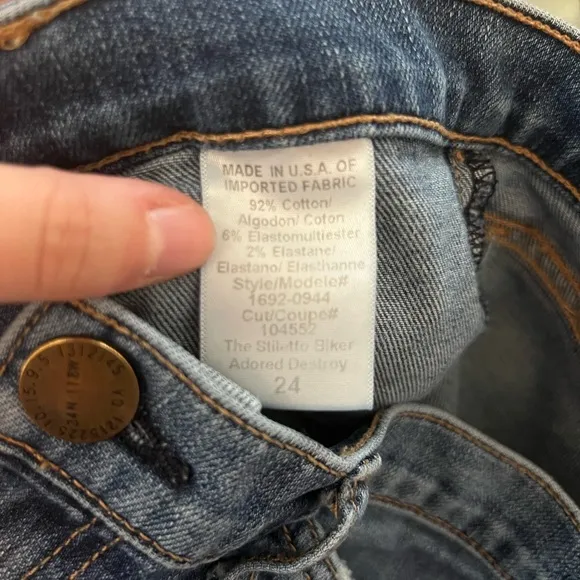 MADE IN U.S.A. OF
IMPORTED FABRIC
92% Cotton/
Algodon/ Coton
6% Elastomultiester
2% Elastane/
Elastano/ Elasthanne
Style/Modele#
1692-0944
Cut/Coupe#
104552
The Stiletto Biker
Adored Destroy
24